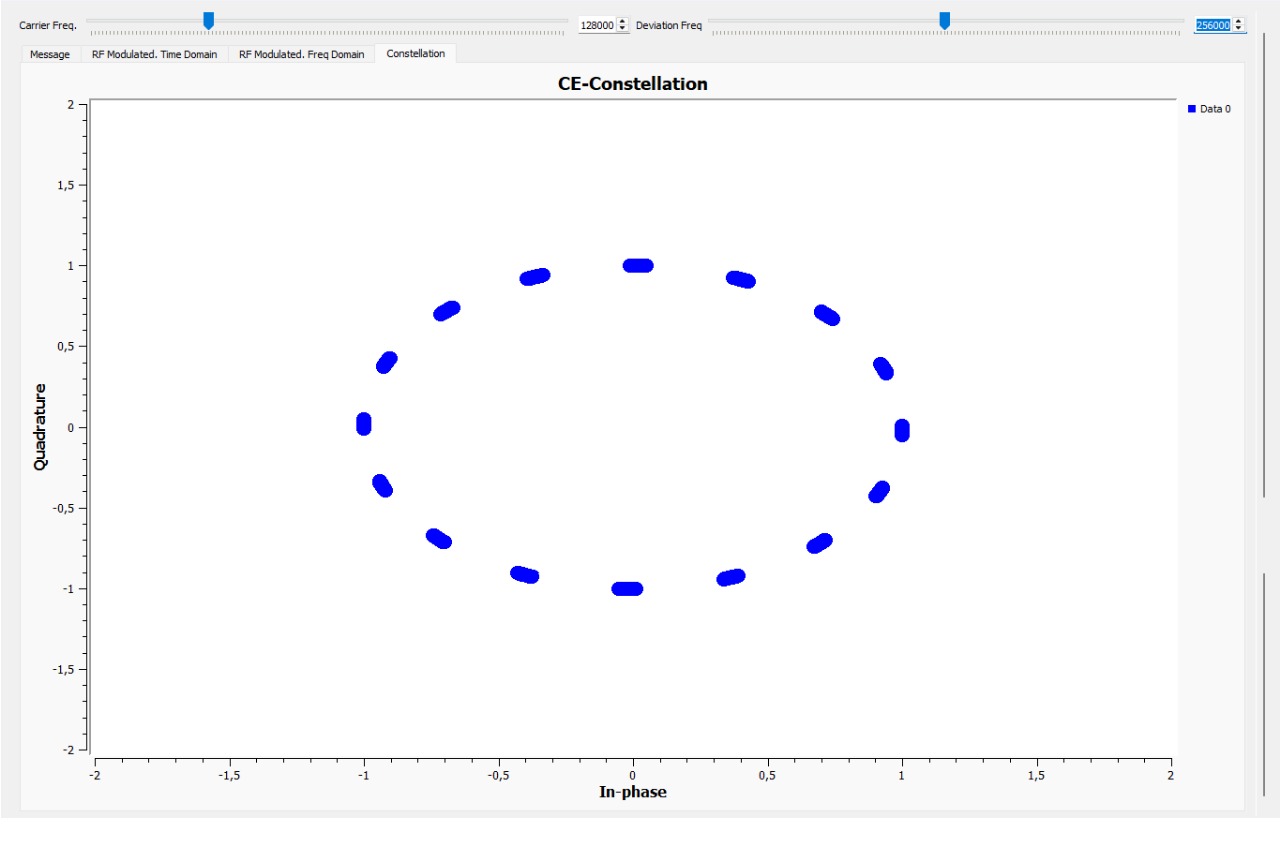 Carrier Freq. 128000 Deviation Freq 256000
Message RF Modulated. Time Domain RF Modulated. Freq Domain Constellation
CE-Constellation
Data 0
2
1,5
1
0,5
0
-0,5
-1
-1,5
-2
Quadrature
-2 -1,5 -1 -0,5 0 0,5 1 1,5 2
In-phase